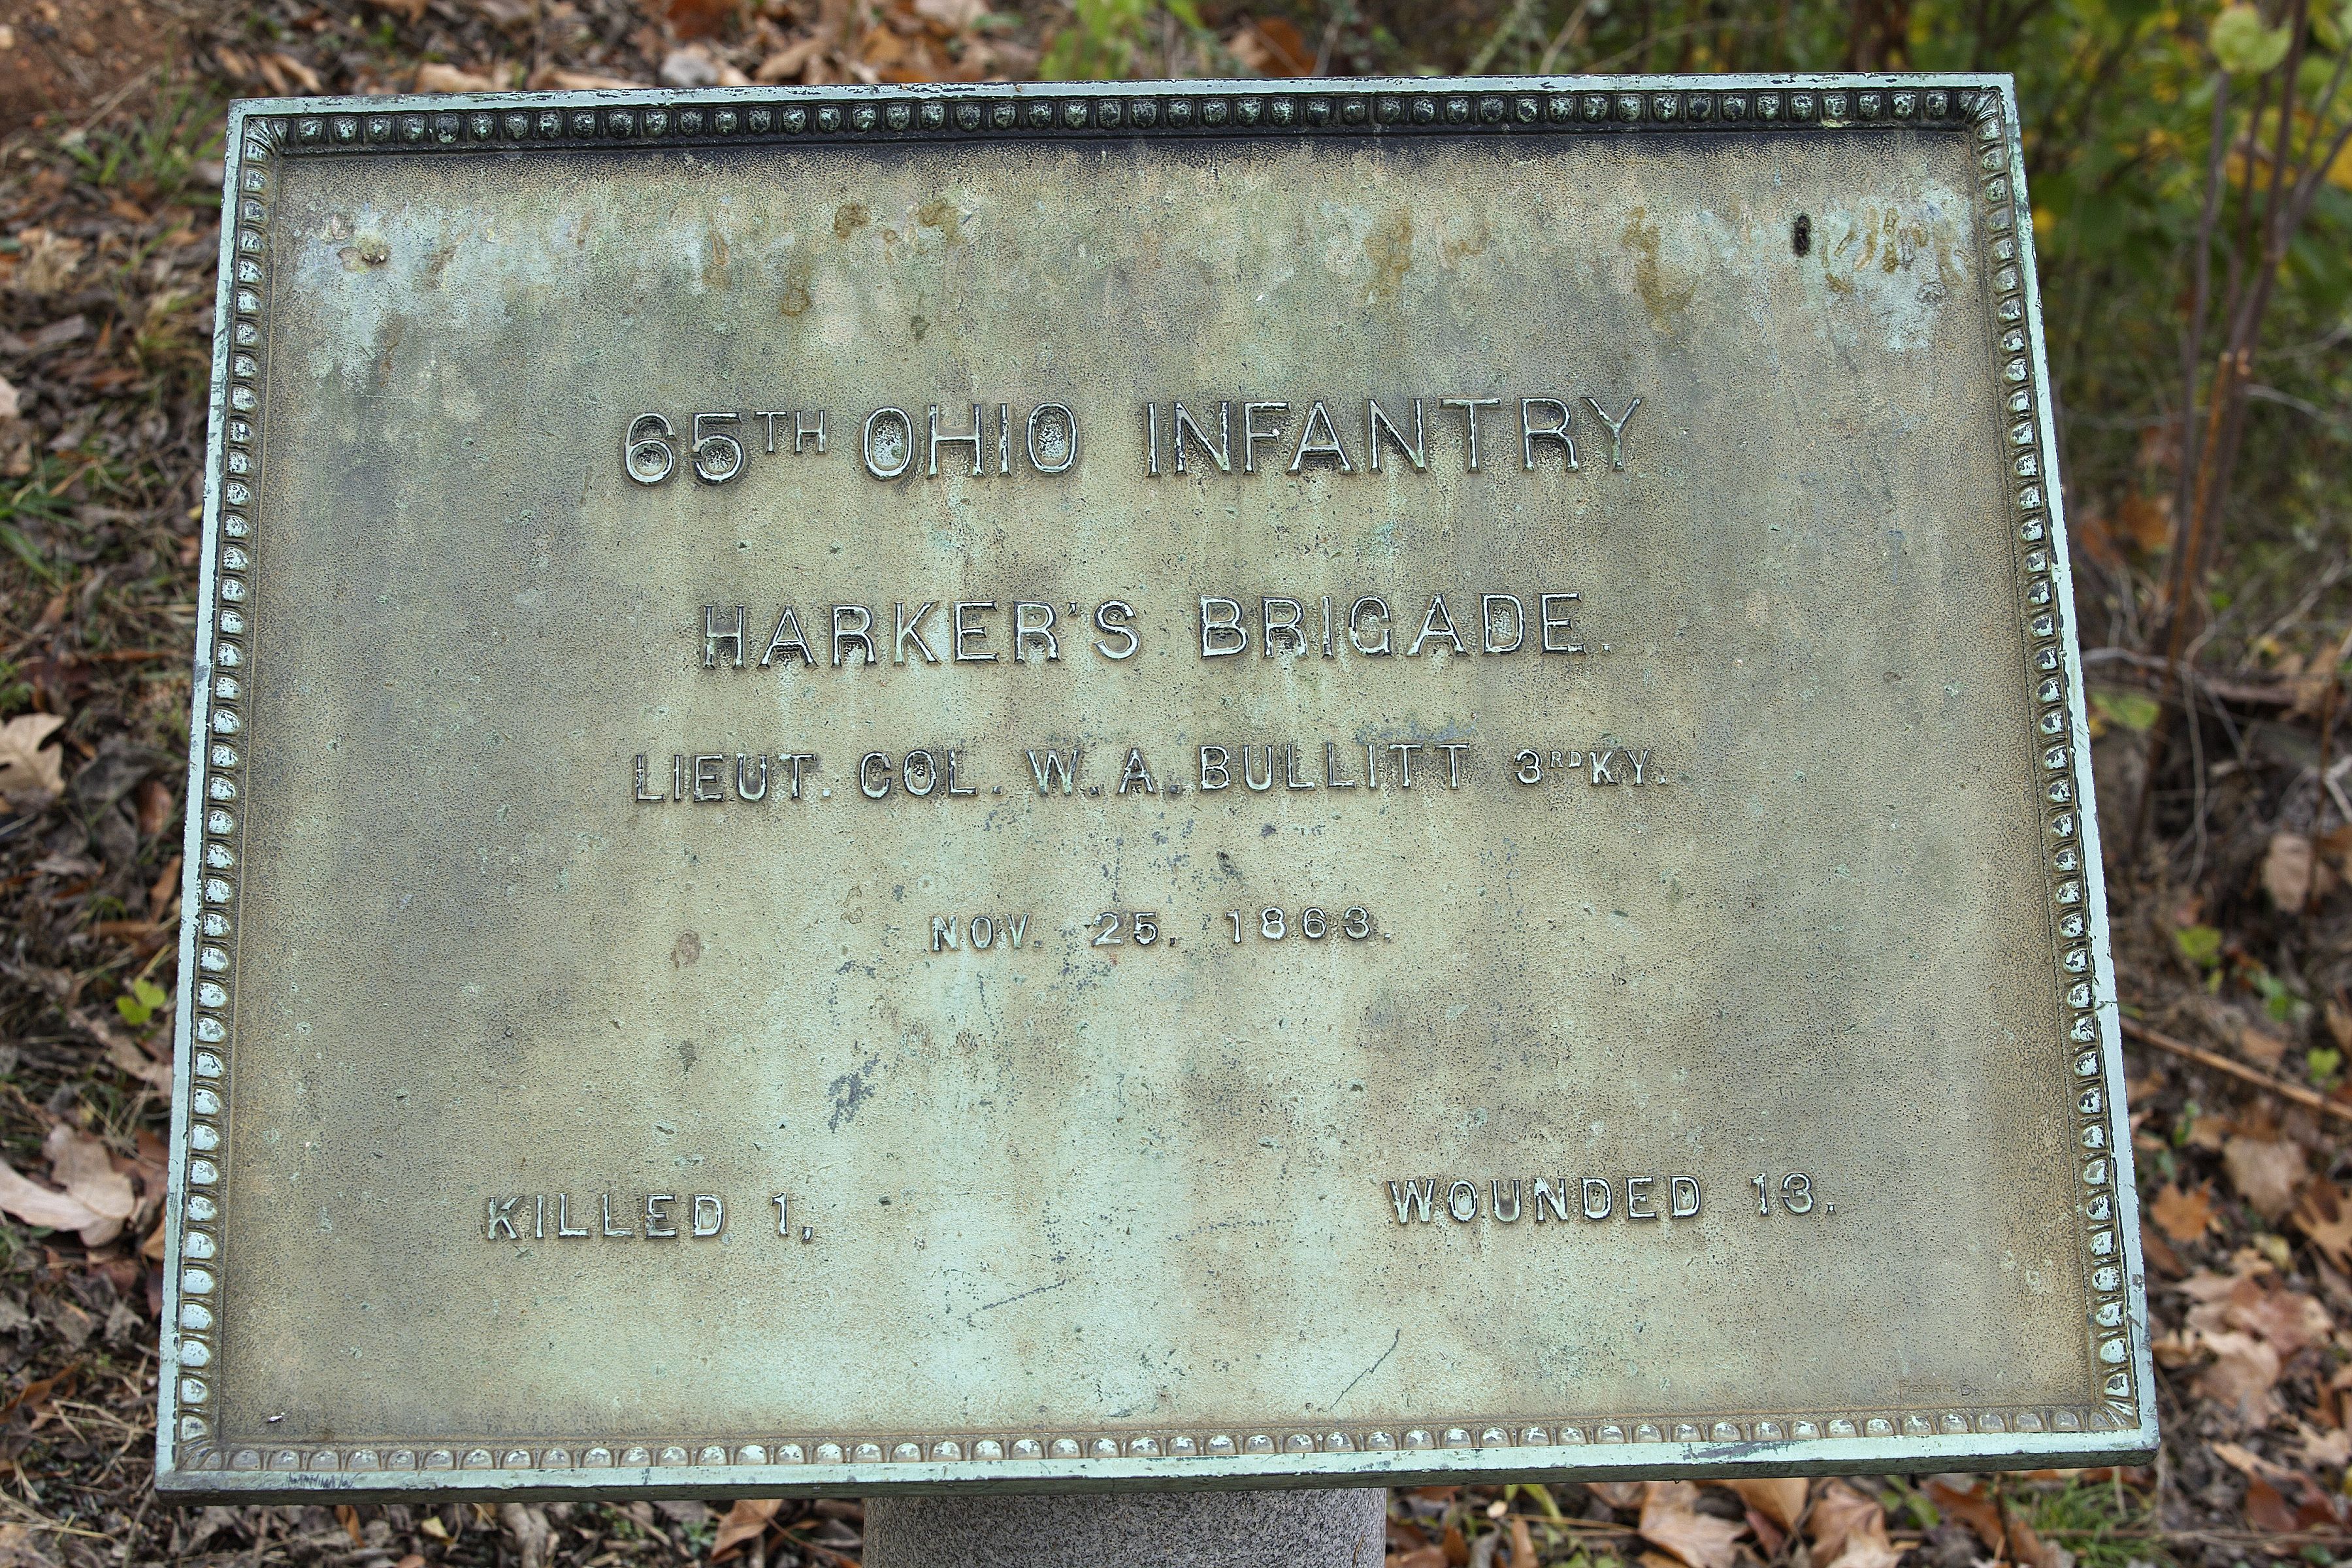 65TH OHIO INFANTRY
HARKER'S BRIGADE.
LIEUT. COL. W. A. BULLITT 3RD KY.
NOV. 25, 1863.
KILLED 1, WOUNDED 13.